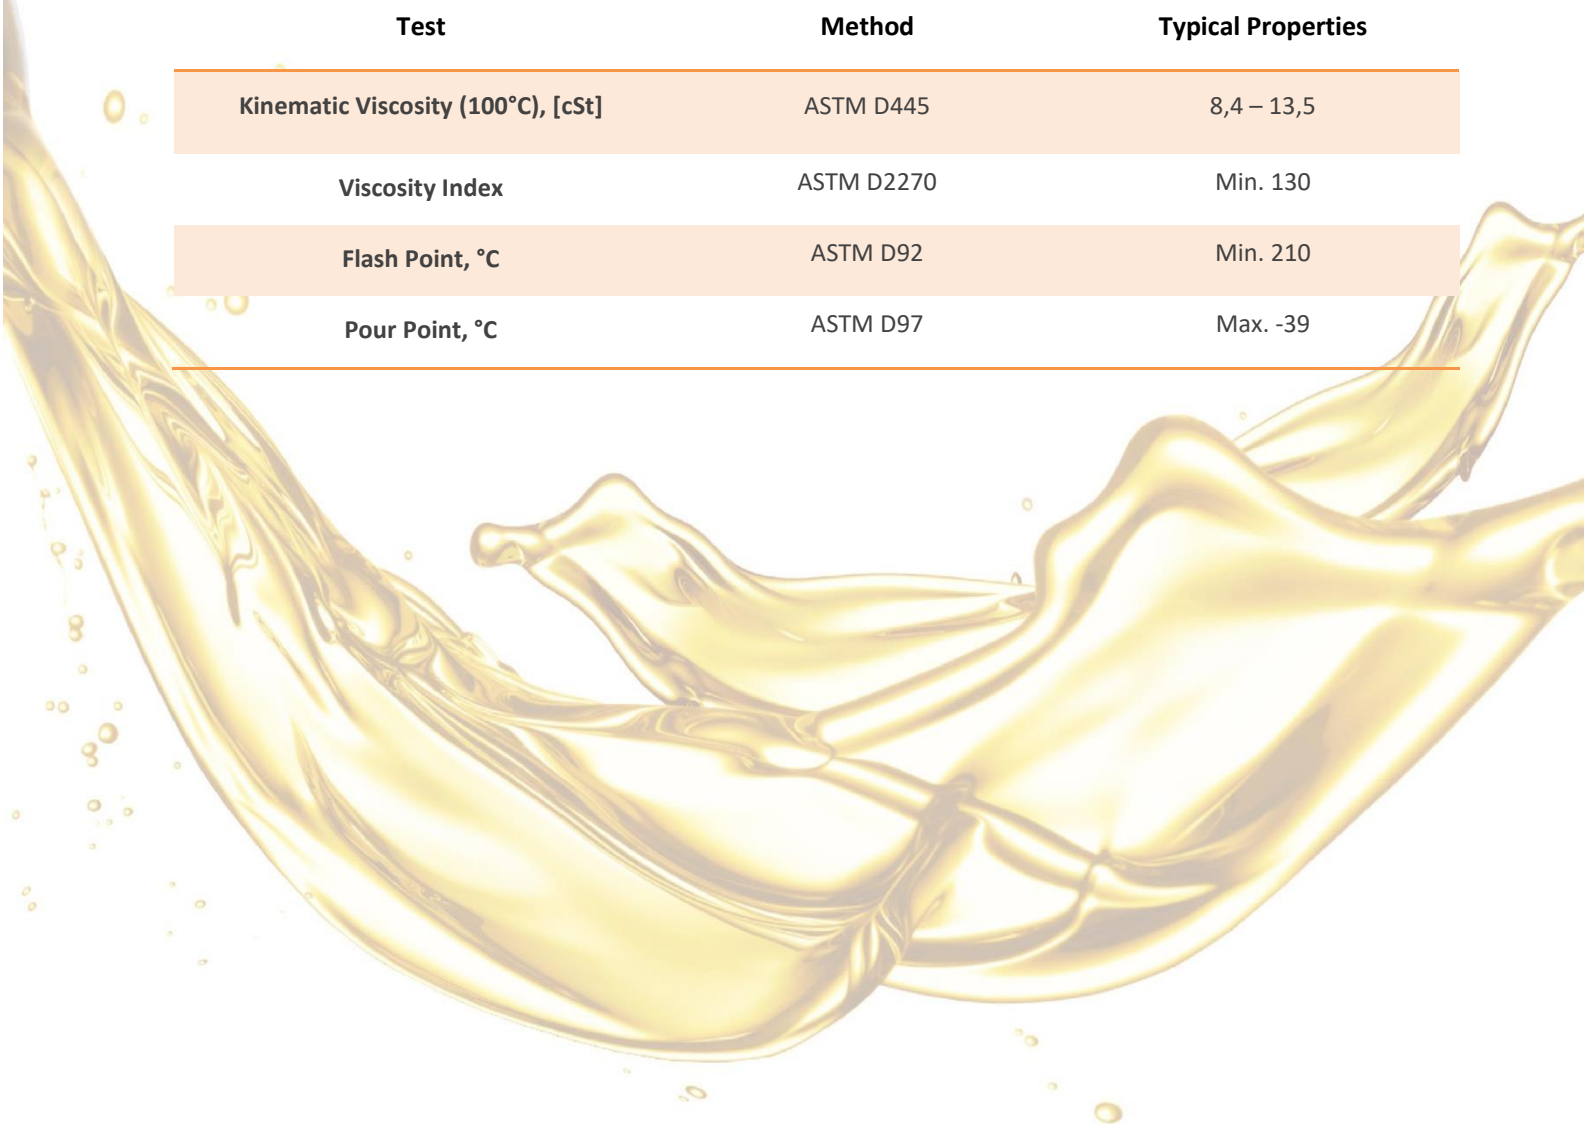 Test Method Typical Properties
Kinematic Viscosity (100°C), [cSt] ASTM D445 8,4 – 13,5
Viscosity Index ASTM D2270 Min. 130
Flash Point, °C ASTM D92 Min. 210
Pour Point, °C ASTM D97 Max. -39